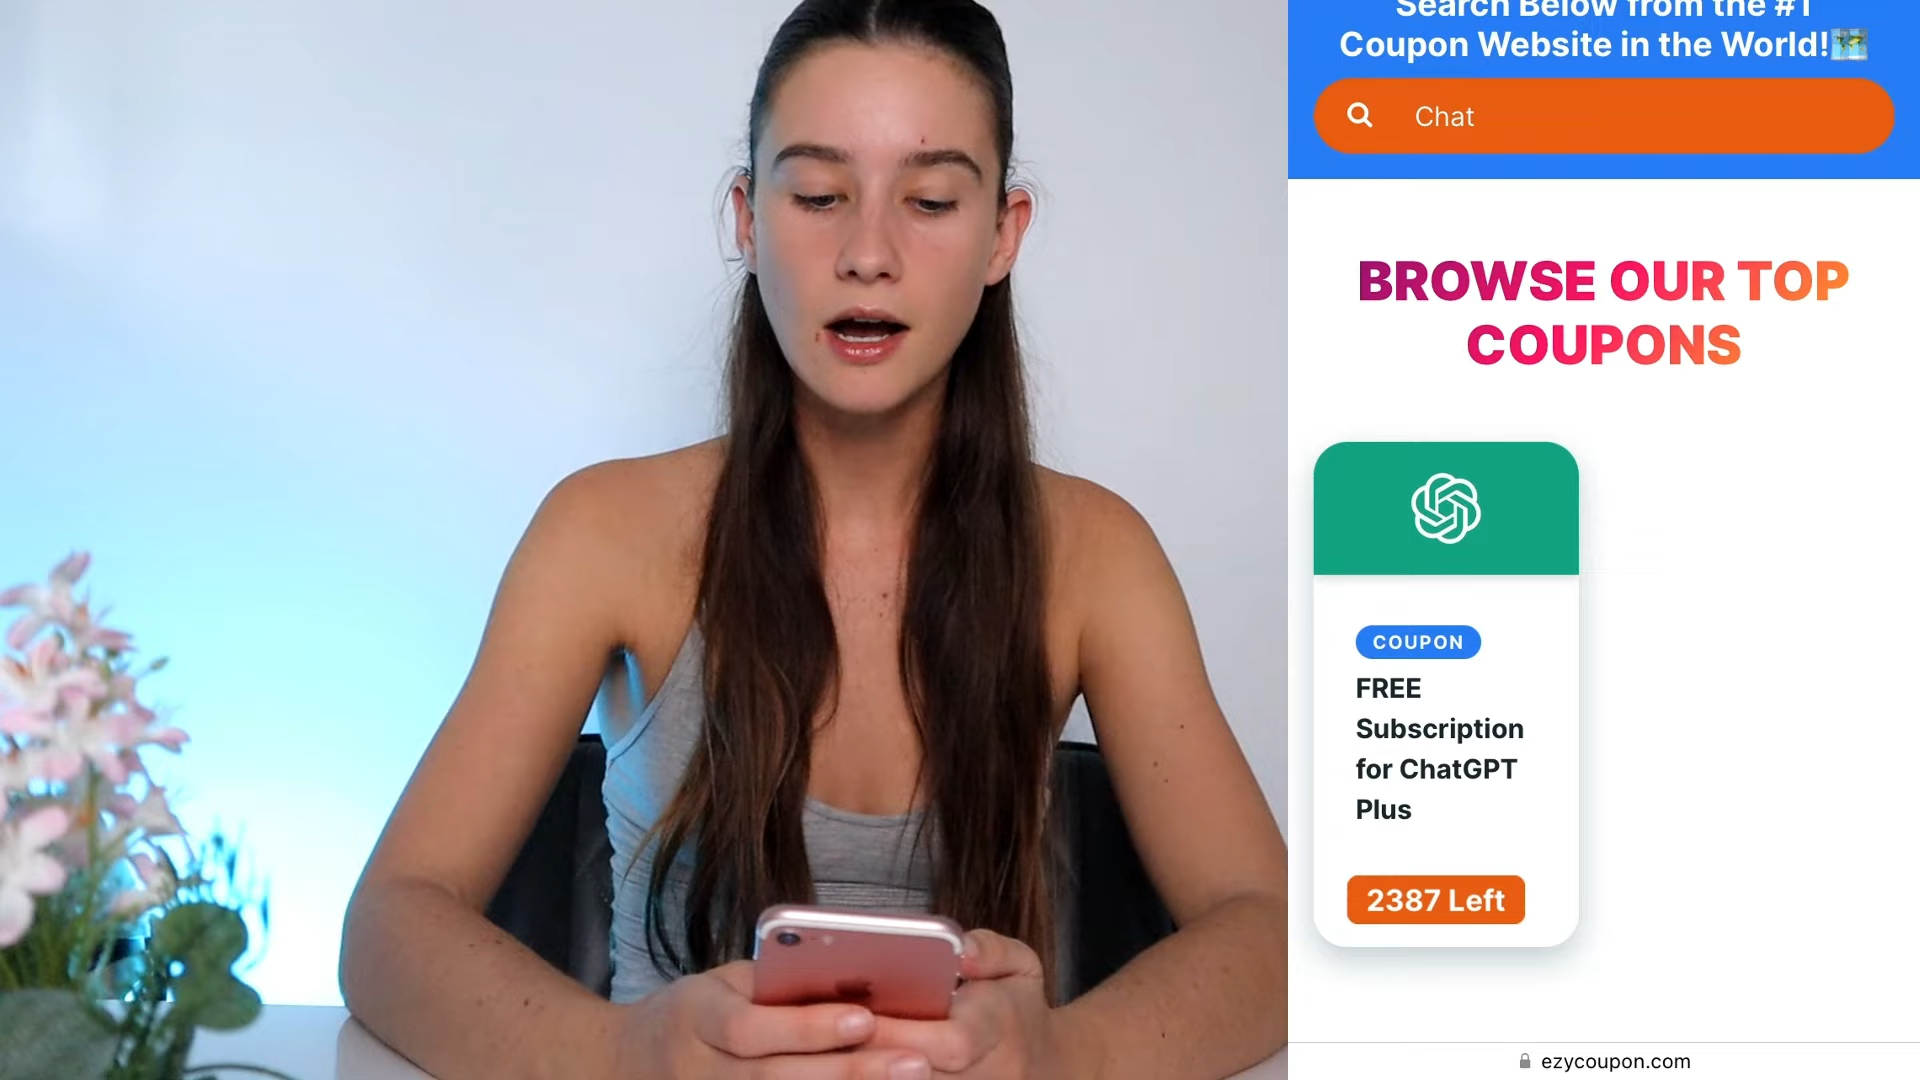 Search Below from the #1
Coupon Website in the World!
Chat
BROWSE OUR TOP
COUPONS
COUPON
FREE
Subscription
for ChatGPT
Plus
2387 Left
ezycoupon.com